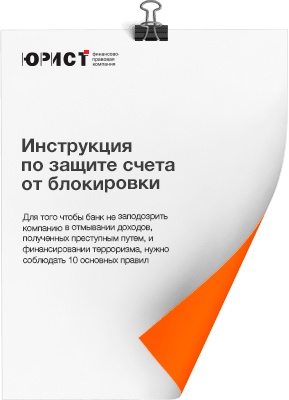 ЮРИСТ
финансово
правовая
компания
Инструкция
по защите счета
от блокировки
Для того чтобы банк не заподозрить
компанию в отмывании доходов,
полученных преступным путем, и
финансировании терроризма, нужно
соблюдать 10 основных правил